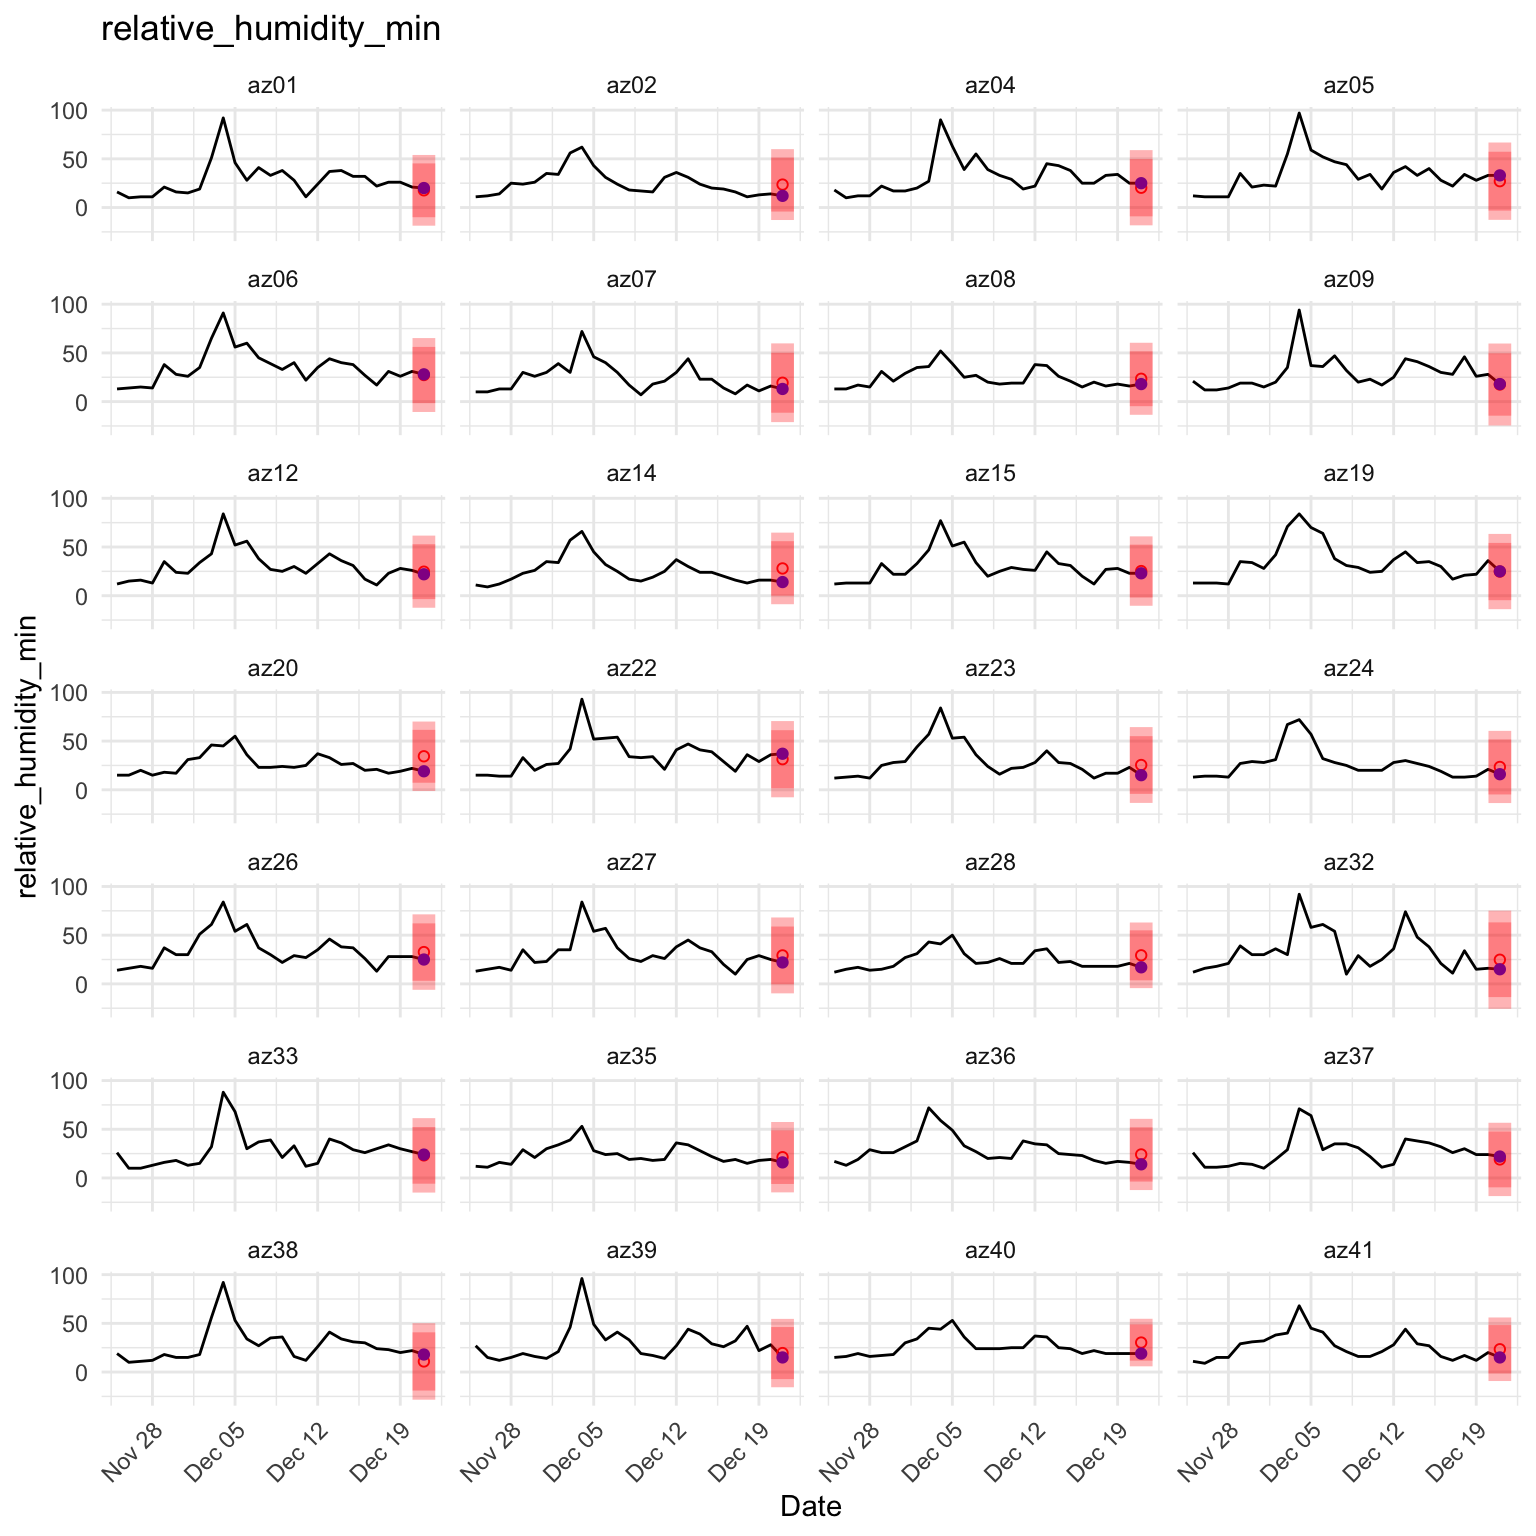 relative_humidity_min
az01 az02 az04 az05
100
50
0
az06 az07 az08 az09
100
50
0
az12 az14 az15 az19
100
50
0
az20 az22 az23 az24
100
50
0
relative_humidity_min
az26 az27 az28 az32
100
50
0
az33 az35 az36 az37
100
50
0
az38 az39 az40 az41
100
50
0
Nov 28 Dec 05 Dec 12 Dec 19 Nov 28 Dec 05 Dec 12 Dec 19 Nov 28 Dec 05 Dec 12 Dec 19 Nov 28 Dec 05 Dec 12 Dec 19
Date